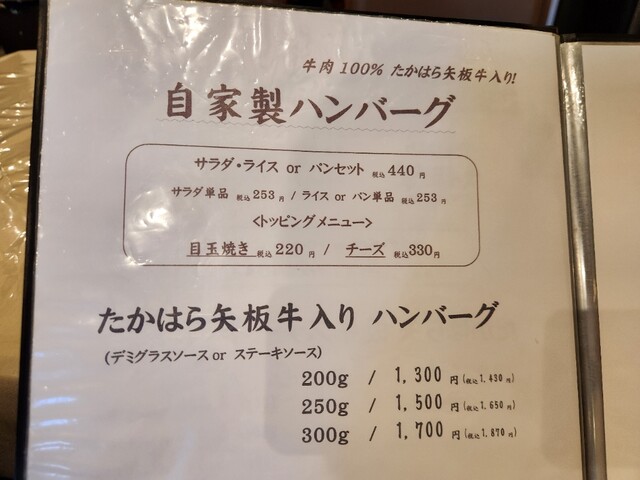 牛肉 100% たかはら矢板牛入り!
自家製ハンバーグ
サラダ・ライス or パンセット 税込 440 円
サラダ単品 税込 253 円 / ライス or パン単品 税込 253 円
<トッピングメニュー>
目玉焼き 税込 220 円 / チーズ 税込 330 円
たかはら矢板牛入り ハンバーグ
(デミグラスソース or ステーキソース)
200g / 1,300 円 (税込 1,430 円)
250g / 1,500 円 (税込 1,650 円)
300g / 1,700 円 (税込 1,870 円)